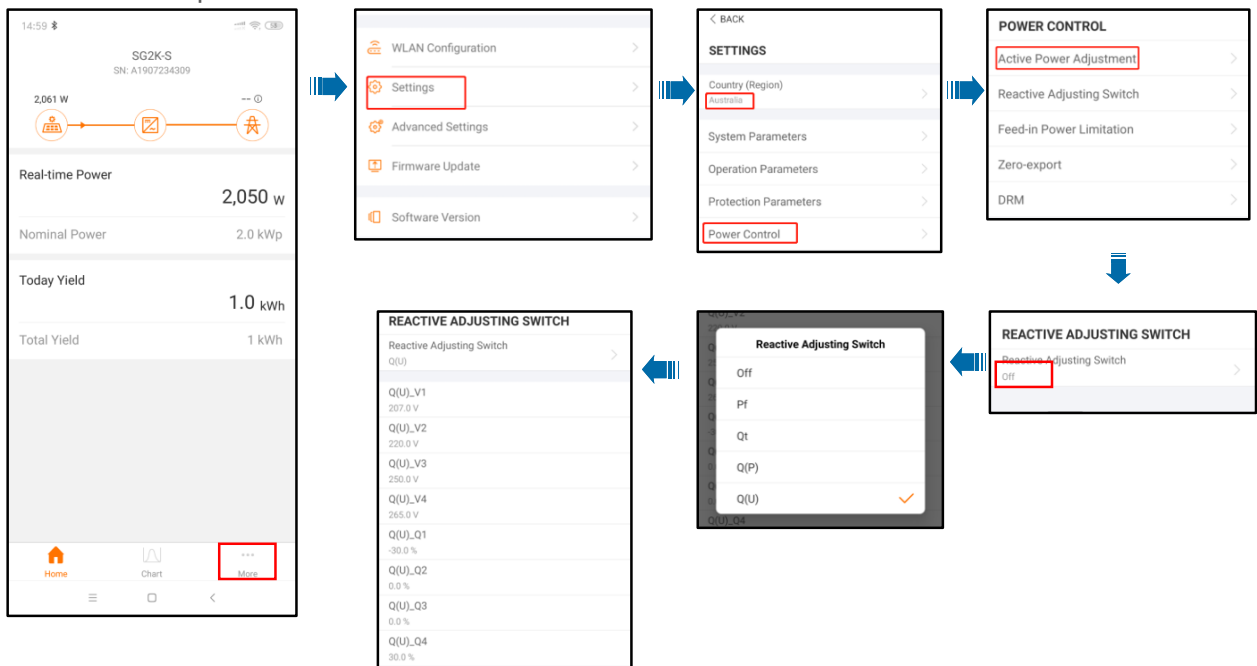 14:59
SG2K-S
SN: A1907234309
2,061 W
--
Real-time Power
2,050 W
Nominal Power
2.0 kWp
Today Yield
1.0 kWh
Total Yield
1 kWh
Home
Chart
More
WLAN Configuration
Settings
Advanced Settings
Firmware Update
Software Version
< BACK
SETTINGS
Country (Region)
Australia
System Parameters
Operation Parameters
Protection Parameters
Power Control
POWER CONTROL
Active Power Adjustment
Reactive Adjusting Switch
Feed-in Power Limitation
Zero-export
DRM
REACTIVE ADJUSTING SWITCH
Reactive Adjusting Switch
Off
Reactive Adjusting Switch
Off
Pf
Qt
Q(P)
Q(U)
Q(U)_Q4
REACTIVE ADJUSTING SWITCH
Reactive Adjusting Switch
Q(U)
Q(U)_V1
207.0 V
Q(U)_V2
220.0 V
Q(U)_V3
250.0 V
Q(U)_V4
265.0 V
Q(U)_Q1
-30.0 %
Q(U)_Q2
0.0 %
Q(U)_Q3
0.0 %
Q(U)_Q4
30.0 %